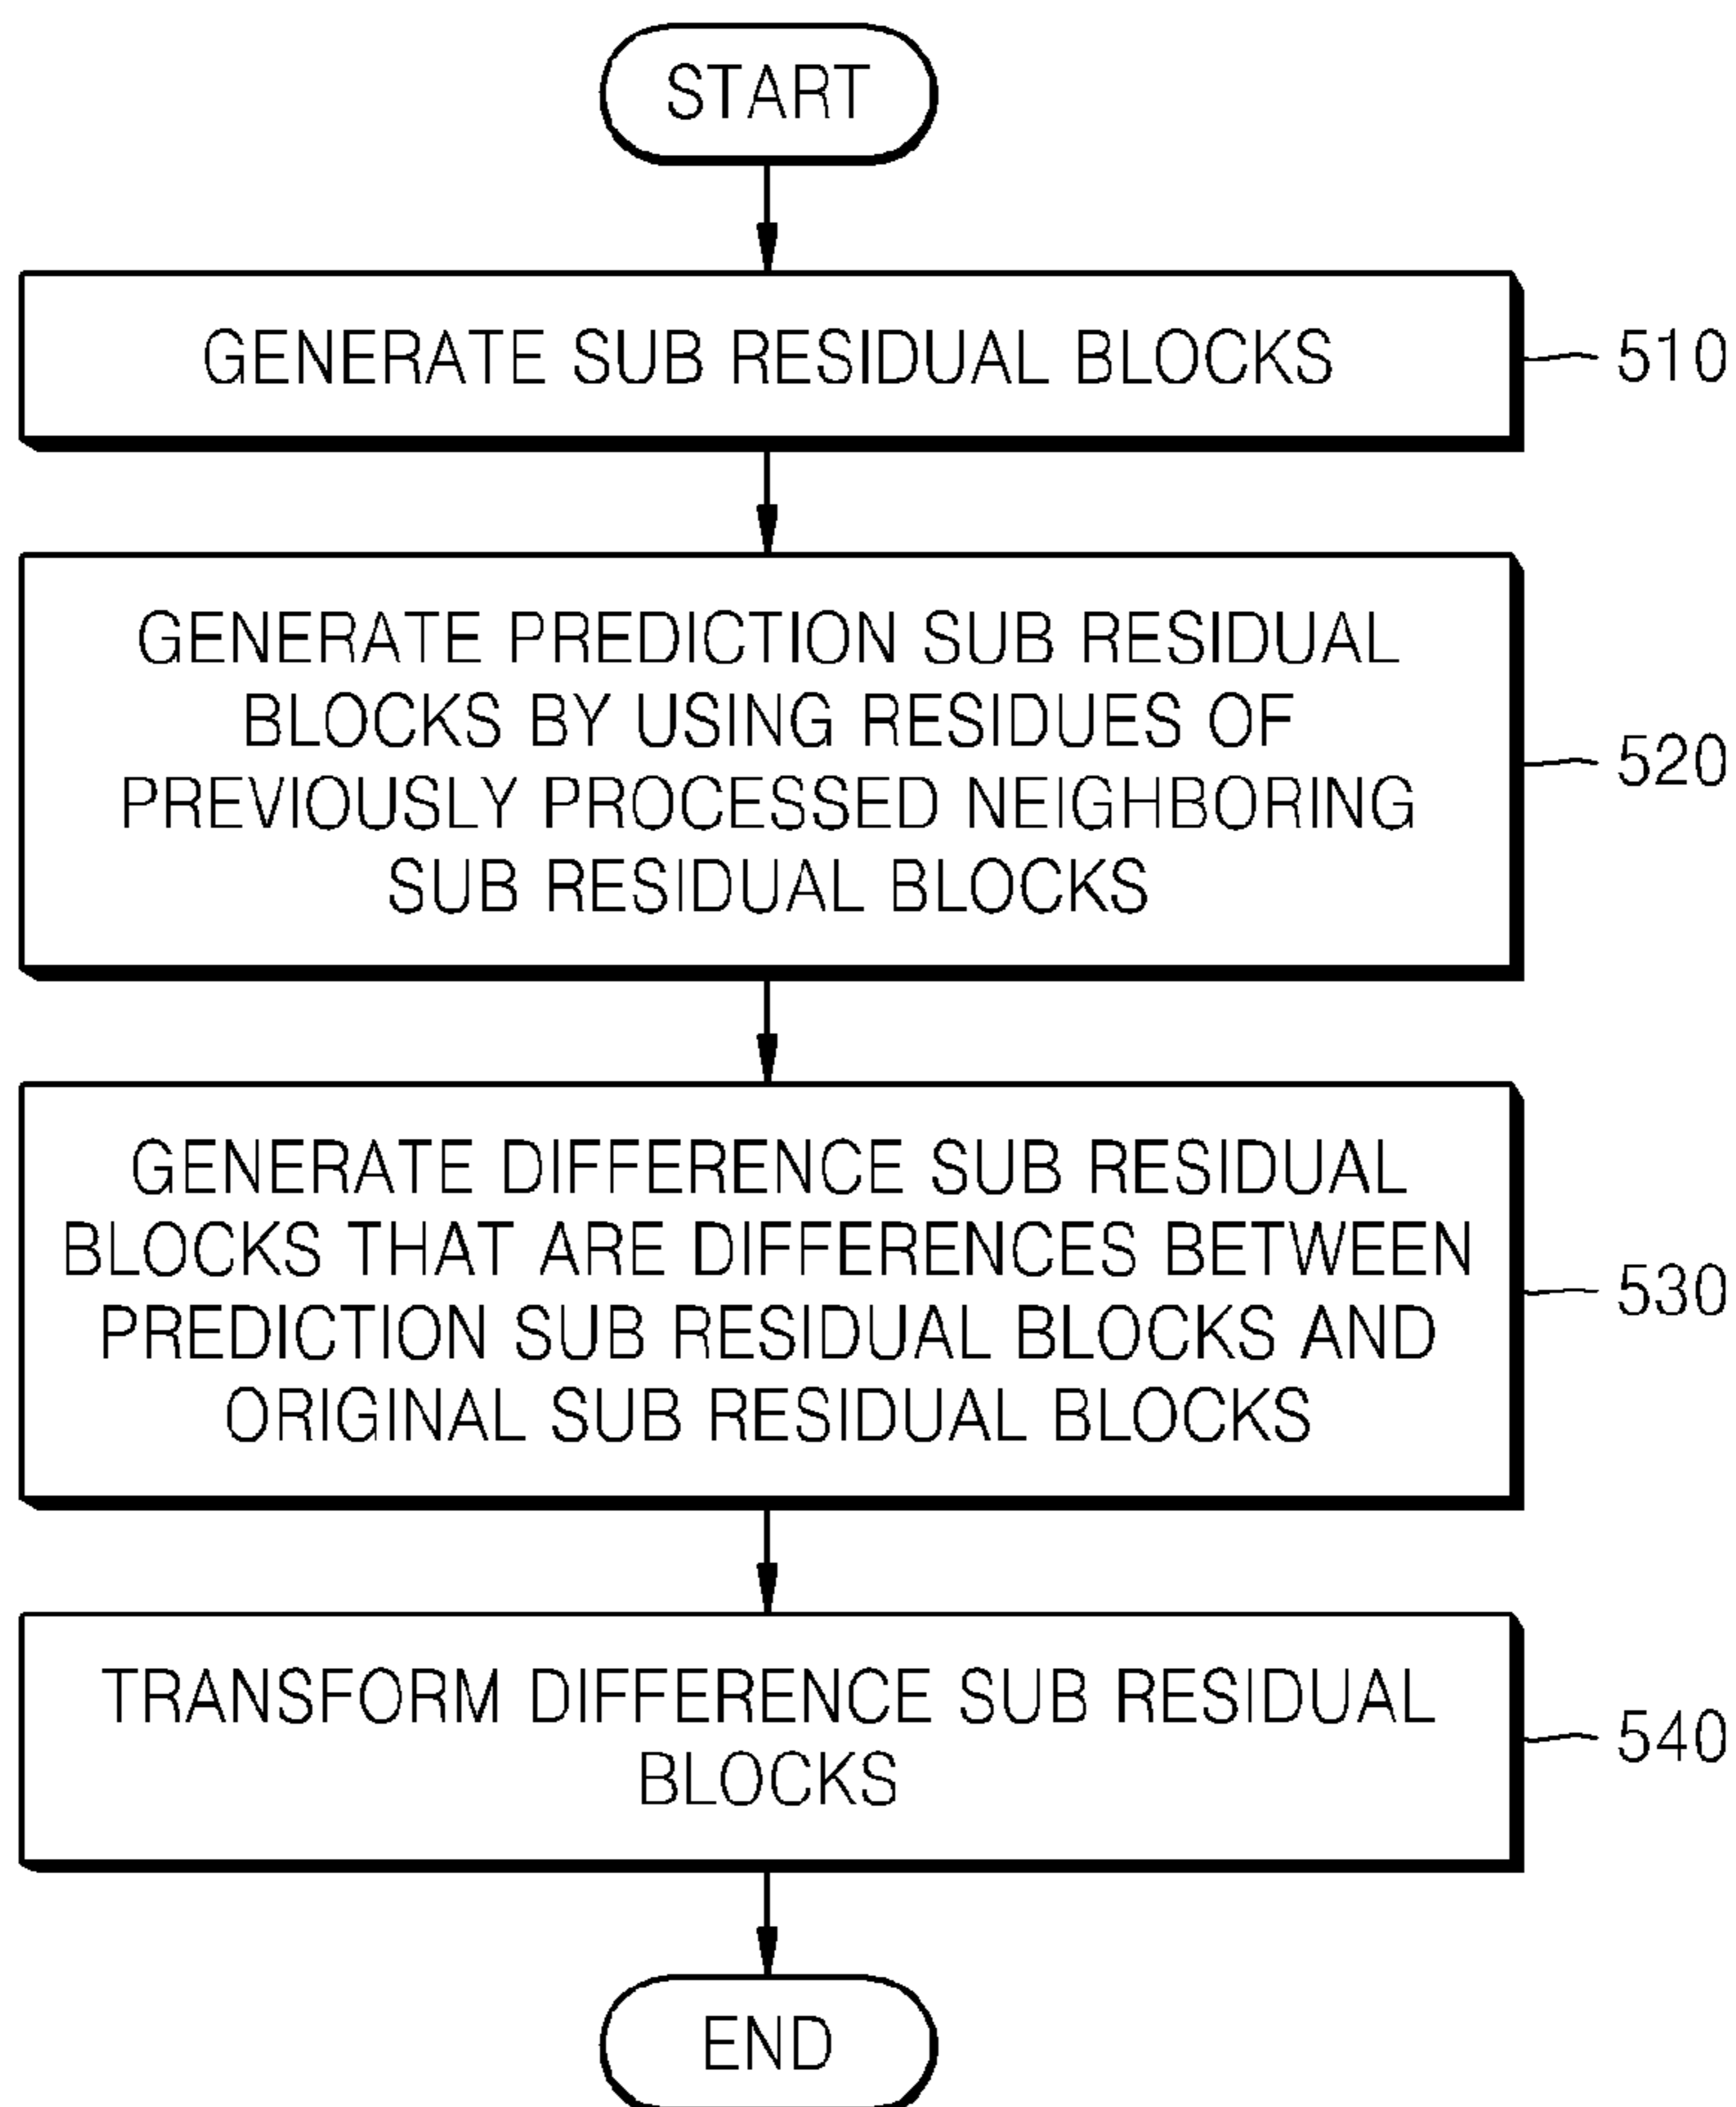 START
GENERATE SUB RESIDUAL BLOCKS
510
GENERATE PREDICTION SUB RESIDUAL
BLOCKS BY USING RESIDUES OF
PREVIOUSLY PROCESSED NEIGHBORING
SUB RESIDUAL BLOCKS
520
GENERATE DIFFERENCE SUB RESIDUAL
BLOCKS THAT ARE DIFFERENCES BETWEEN
PREDICTION SUB RESIDUAL BLOCKS AND
ORIGINAL SUB RESIDUAL BLOCKS
530
TRANSFORM DIFFERENCE SUB RESIDUAL
BLOCKS
540
END